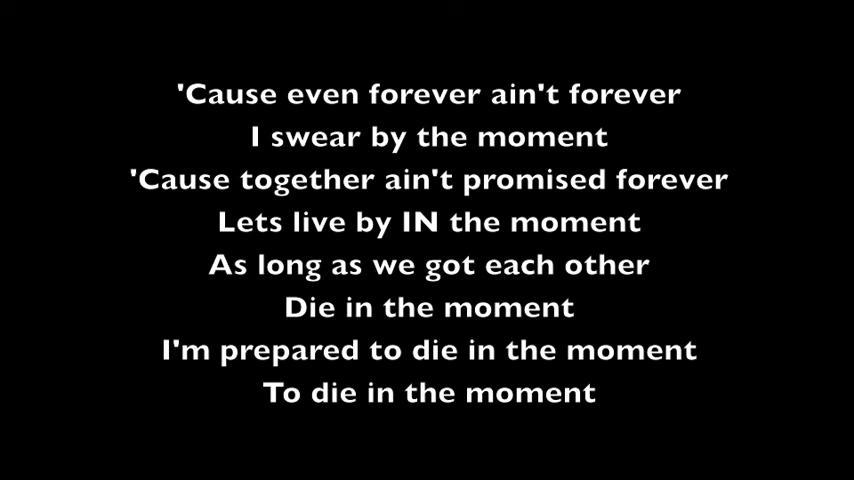 'Cause even forever ain't forever
I swear by the moment
'Cause together ain't promised forever
Lets live by IN the moment
As long as we got each other
Die in the moment
I'm prepared to die in the moment
To die in the moment